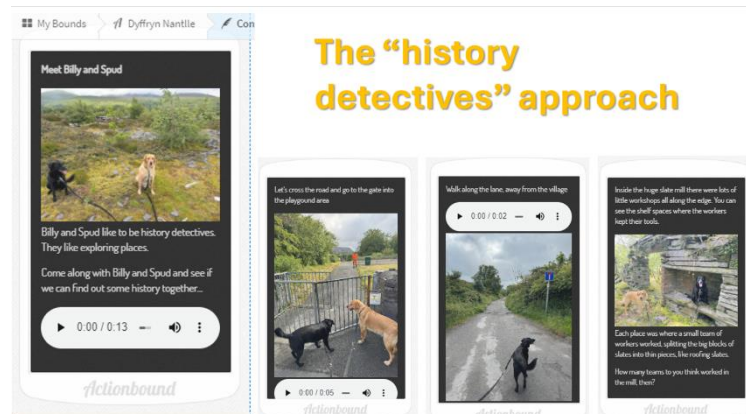 My Bounds
Dyffryn Nantlle
Con
The “history
detectives” approach
Meet Billy and Spud
Billy and Spud like to be history detectives.
They like exploring places.
Come along with Billy and Spud and see if
we can find out some history together...
0:00 / 0:13
Actionbound
Let's cross the road and go to the gate into
the playgound area
0:00 / 0:05
Actionbound
Walk along the lane, away from the village
0:00 / 0:02
Actionbound
Inside the huge slate mill there were lots of
little workshops all along the edge. You can
see the shelf spaces where the workers
kept their tools.
Each place was where a small team of
workers worked, splitting the big blocks of
slates into thin pieces, like roofing slates.
How many teams to you think worked in
the mill, then?
Actionbound